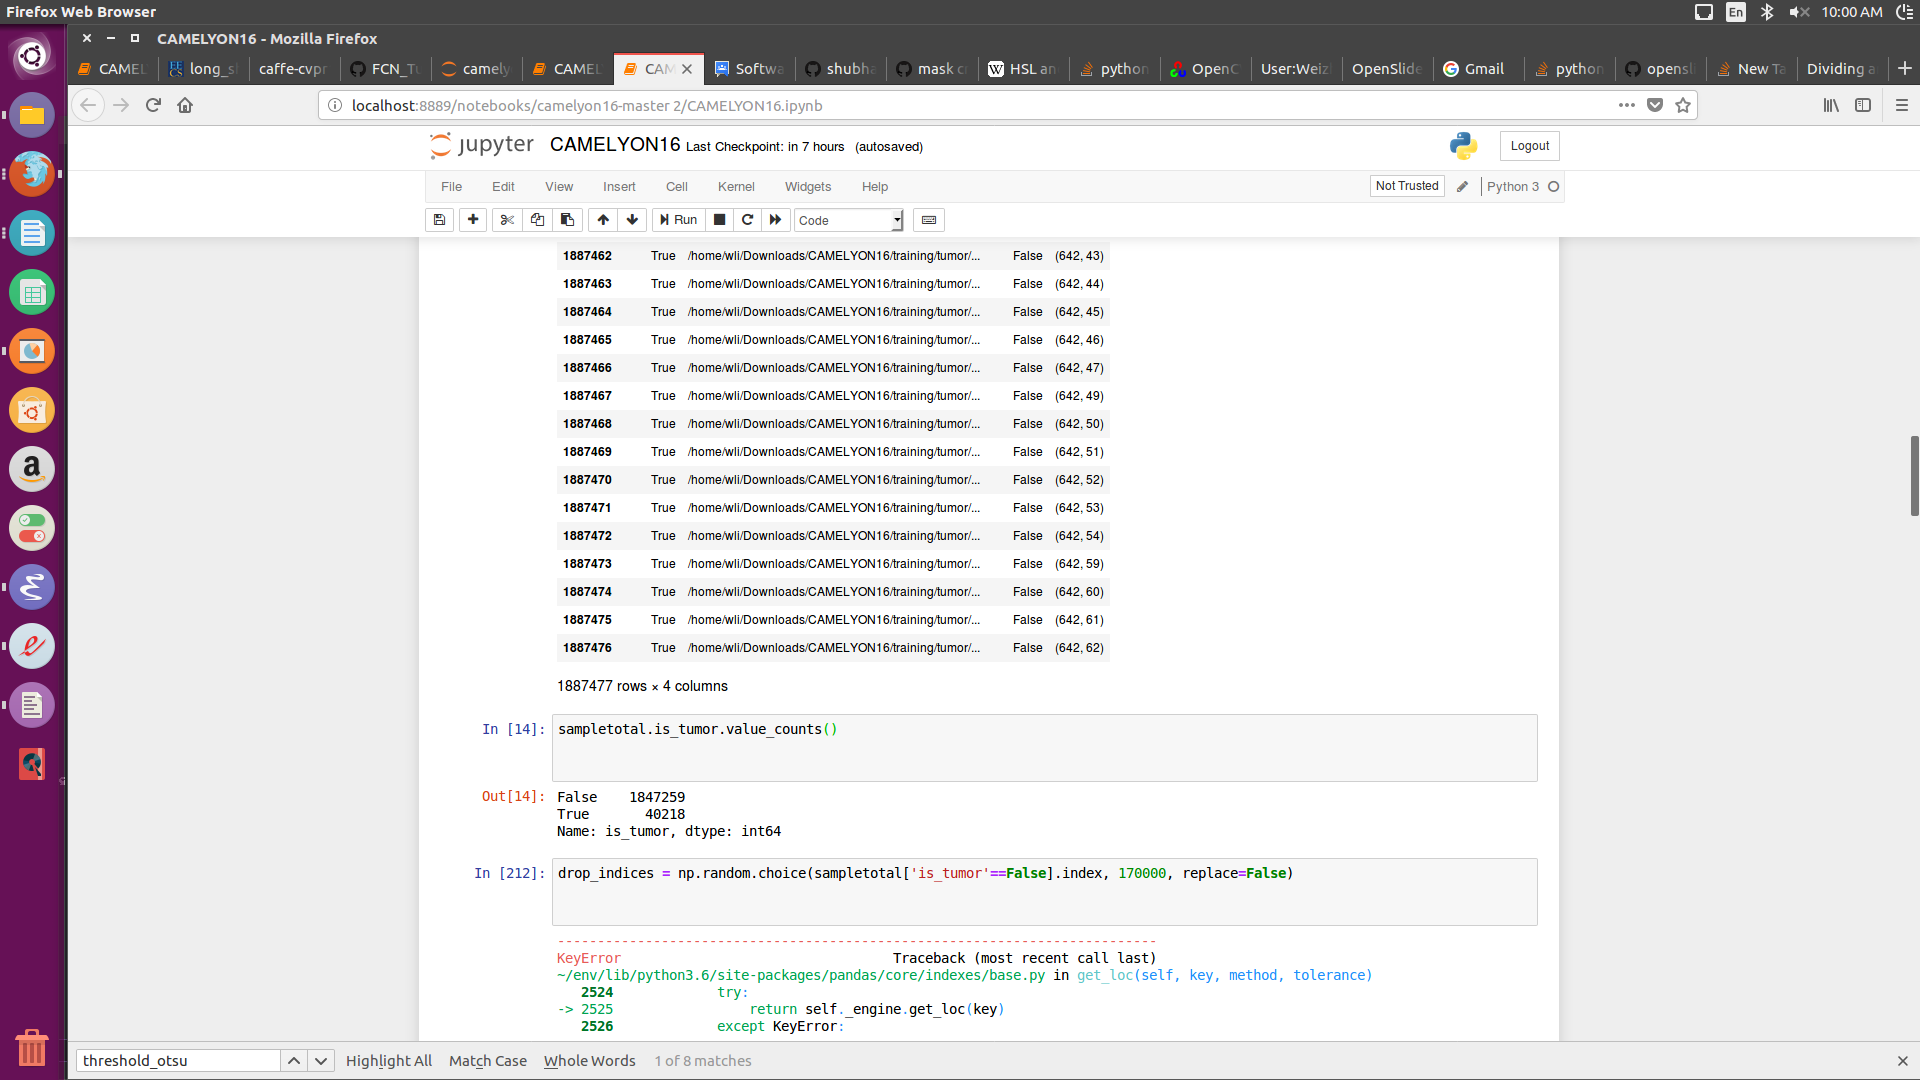 Firefox Web Browser
En
10:00 AM
CAMELYON16 - Mozilla Firefox
CAMEL
long_s
caffe-cvpr
FCN_Tu
camely
CAMEL
CAM
Softwa
shubha
mask c
HSL an
python
OpenC
User:Weiz
OpenSlide
Gmail
python
opensl
New Ta
Dividing a
localhost:8889/notebooks/camelyon16-master 2/CAMELYON16.ipynb
jupyter CAMELYON16 Last Checkpoint: in 7 hours (autosaved)
Logout
File Edit View Insert Cell Kernel Widgets Help
Not Trusted
Python 3
Run
Code
1887462 True /home/wli/Downloads/CAMELYON16/training/tumor/... False (642, 43)
1887463 True /home/wli/Downloads/CAMELYON16/training/tumor/... False (642, 44)
1887464 True /home/wli/Downloads/CAMELYON16/training/tumor/... False (642, 45)
1887465 True /home/wli/Downloads/CAMELYON16/training/tumor/... False (642, 46)
1887466 True /home/wli/Downloads/CAMELYON16/training/tumor/... False (642, 47)
1887467 True /home/wli/Downloads/CAMELYON16/training/tumor/... False (642, 49)
1887468 True /home/wli/Downloads/CAMELYON16/training/tumor/... False (642, 50)
1887469 True /home/wli/Downloads/CAMELYON16/training/tumor/... False (642, 51)
1887470 True /home/wli/Downloads/CAMELYON16/training/tumor/... False (642, 52)
1887471 True /home/wli/Downloads/CAMELYON16/training/tumor/... False (642, 53)
1887472 True /home/wli/Downloads/CAMELYON16/training/tumor/... False (642, 54)
1887473 True /home/wli/Downloads/CAMELYON16/training/tumor/... False (642, 59)
1887474 True /home/wli/Downloads/CAMELYON16/training/tumor/... False (642, 60)
1887475 True /home/wli/Downloads/CAMELYON16/training/tumor/... False (642, 61)
1887476 True /home/wli/Downloads/CAMELYON16/training/tumor/... False (642, 62)
1887477 rows × 4 columns
In [14]: sampletotal.is_tumor.value_counts()
Out[14]: False 1847259
True 40218
Name: is_tumor, dtype: int64
In [212]: drop_indices = np.random.choice(sampletotal['is_tumor'==False].index, 170000, replace=False)
---------------------------------------------------------------------------
KeyError Traceback (most recent call last)
~/env/lib/python3.6/site-packages/pandas/core/indexes/base.py in get_loc(self, key, method, tolerance)
2524 try:
-> 2525 return self._engine.get_loc(key)
2526 except KeyError:
threshold_otsu
Highlight All
Match Case
Whole Words
1 of 8 matches